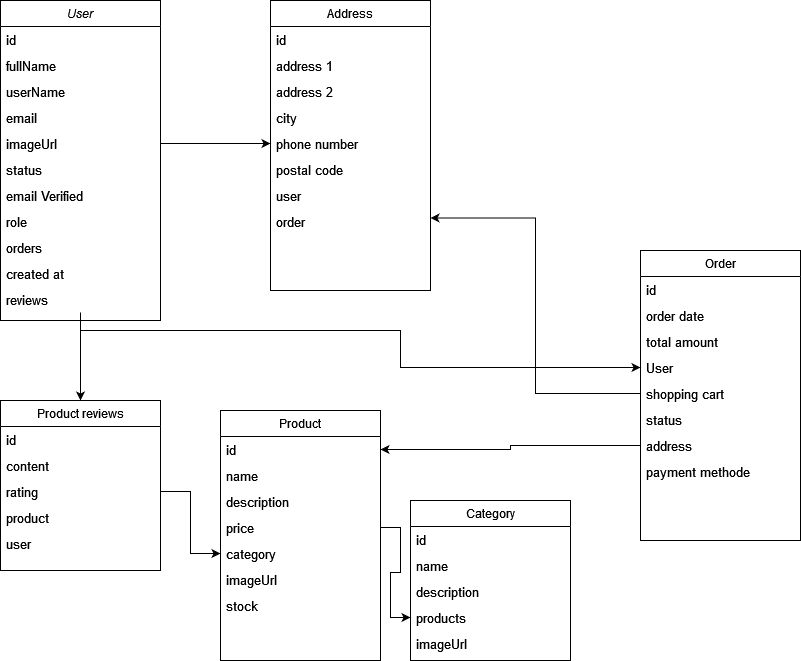 User
id
fullName
userName
email
imageUrl
status
email Verified
role
orders
created at
reviews
Address
id
address 1
address 2
city
phone number
postal code
user
order
Order
id
order date
total amount
User
shopping cart
status
address
payment methode
Product reviews
id
content
rating
product
user
Product
id
name
description
price
category
imageUrl
stock
Category
id
name
description
products
imageUrl